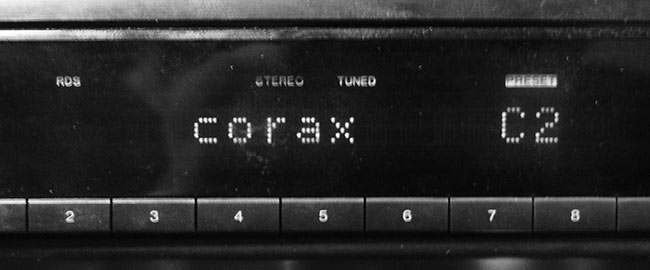 RDS STEREO TUNED PRESET
corax C2
2 3 4 5 6 7 8